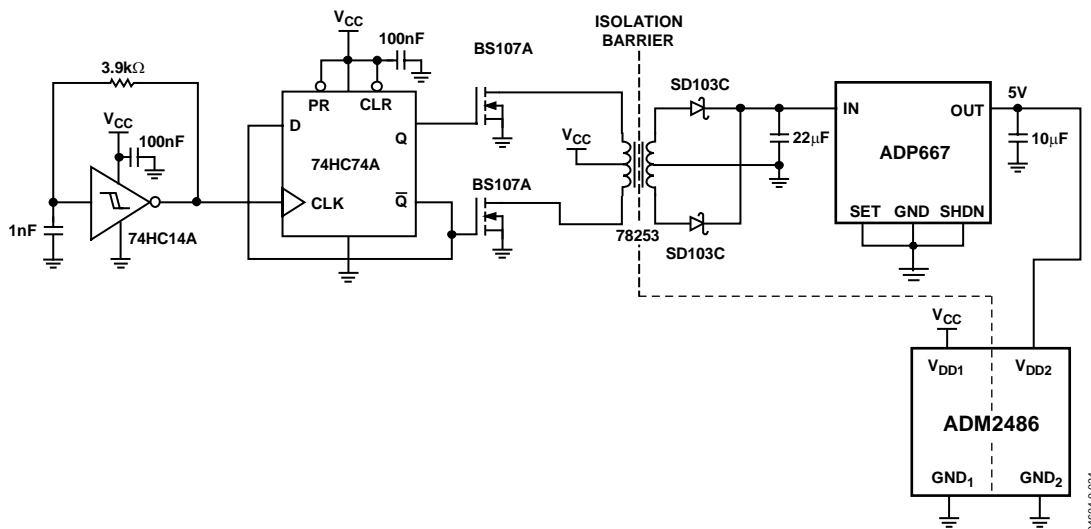 VCC
ISOLATION
BARRIER
BS107A
100nF
3.9kΩ
SD103C
5V
PR
CLR
IN
OUT
VCC
100nF
D
Q
VCC
22μF
ADP667
10μF
74HC74A
BS107A
CLK
Q
SET
GND
SHDN
1nF
74HC14A
78253
SD103C
VCC
VDD1
VDD2
ADM2486
GND1
GND2